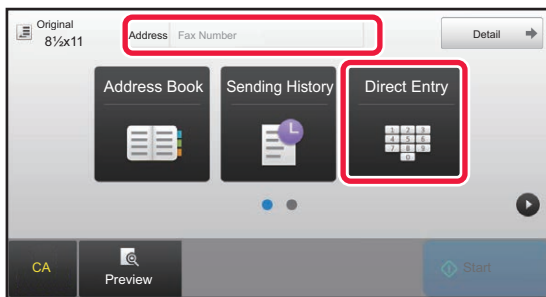 Original
8½x11
Address Fax Number
Detail
Address Book
Sending History
Direct Entry
1 2 3
4 5 6
7 8 9
0
CA
Preview
Start